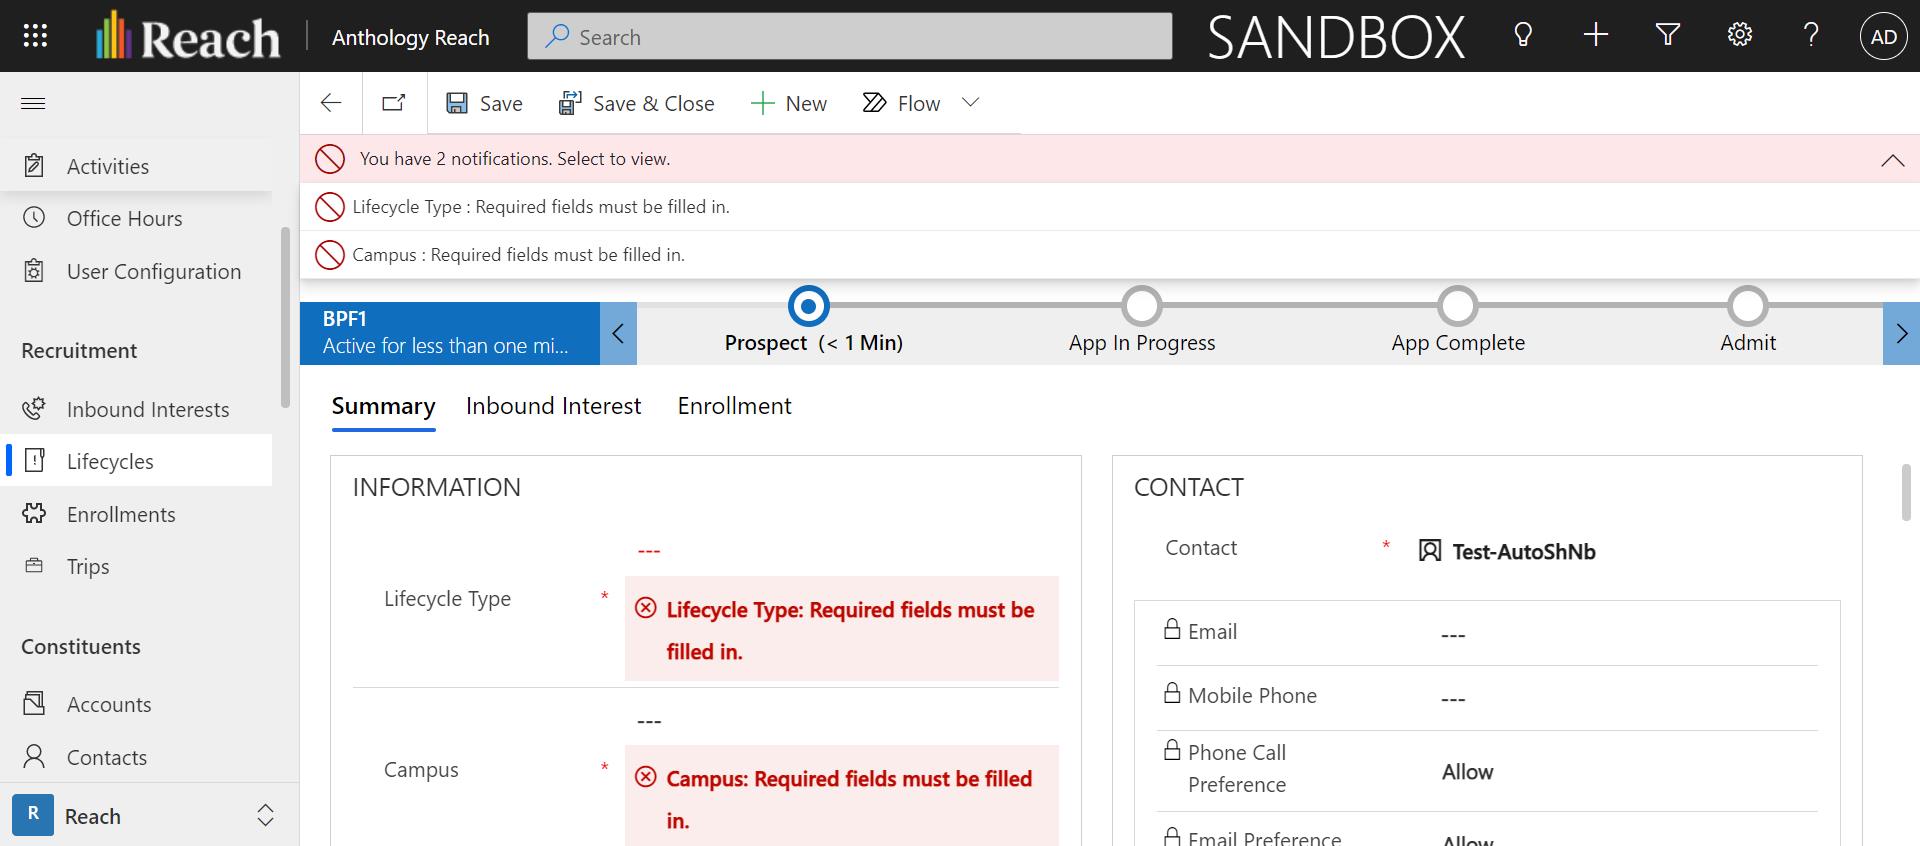 Reach
Anthology Reach
Search
SANDBOX
AD
Save
Save & Close
New
Flow
You have 2 notifications. Select to view.
Lifecycle Type : Required fields must be filled in.
Campus : Required fields must be filled in.
Activities
Office Hours
User Configuration
Recruitment
Inbound Interests
Lifecycles
Enrollments
Trips
Constituents
Accounts
Contacts
R
Reach
BPF1
Active for less than one mi...
Prospect (< 1 Min)
App In Progress
App Complete
Admit
Summary
Inbound Interest
Enrollment
INFORMATION
---
Lifecycle Type *
Lifecycle Type: Required fields must be
filled in.
---
Campus *
Campus: Required fields must be filled
in.
CONTACT
Contact * Test-AutoShNb
Email ---
Mobile Phone ---
Phone Call
Preference
Allow
Email Preference
Allow